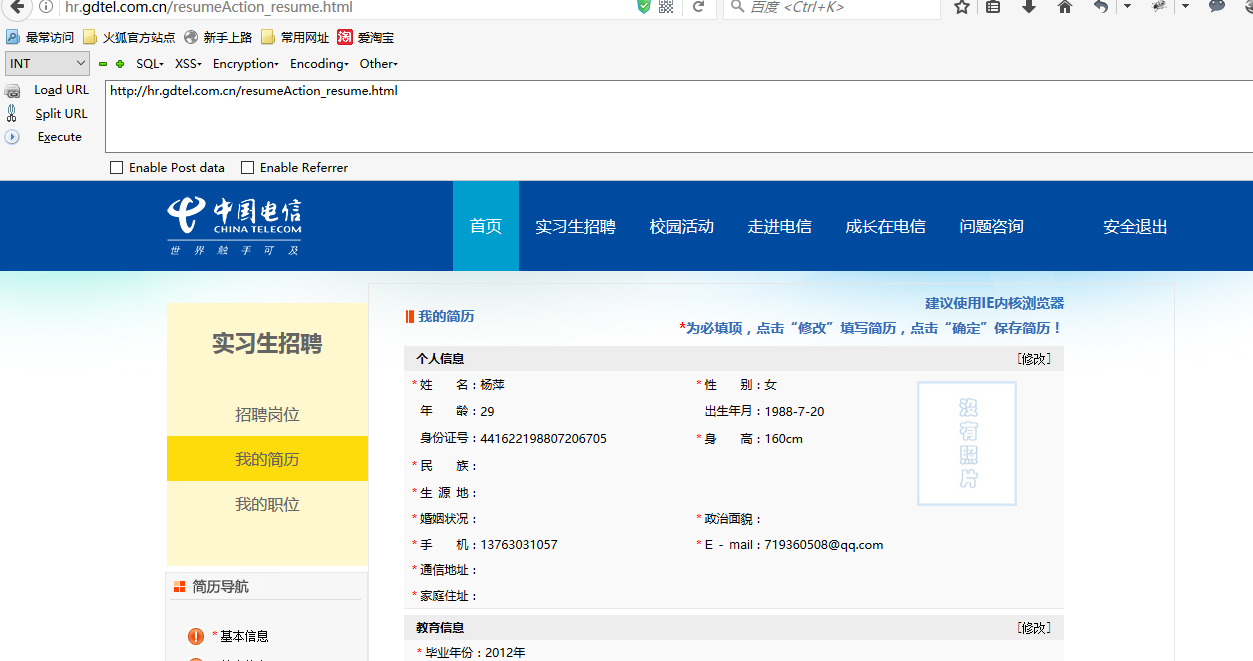 hr.gdtel.com.cn/resumeAction_resume.html
百度 <Ctrl+K>
最常访问 火狐官方站点 新手上路 常用网址 淘 爱淘宝
INT SQL XSS Encryption Encoding Other
Load URL http://hr.gdtel.com.cn/resumeAction_resume.html
Split URL
Execute
Enable Post data Enable Referrer
中国电信
CHINA TELECOM
世界触手可及
首页 实习生招聘 校园活动 走进电信 成长在电信 问题咨询 安全退出
实习生招聘
招聘岗位
我的简历
我的职位
简历导航
*基本信息
建议使用IE内核浏览器
我的简历
*为必填项，点击“修改”填写简历，点击“确定”保存简历！
个人信息 [修改]
*姓 名：杨萍 *性 别：女
年 龄：29 出生年月：1988-7-20
身份证号：441622198807206705 *身 高：160cm
*民 族：
*生 源 地：
*婚姻状况： *政治面貌：
*手 机：13763031057 *E - mail：719360508@qq.com
*通信地址：
*家庭住址：
没有照片
教育信息 [修改]
*毕业年份：2012年